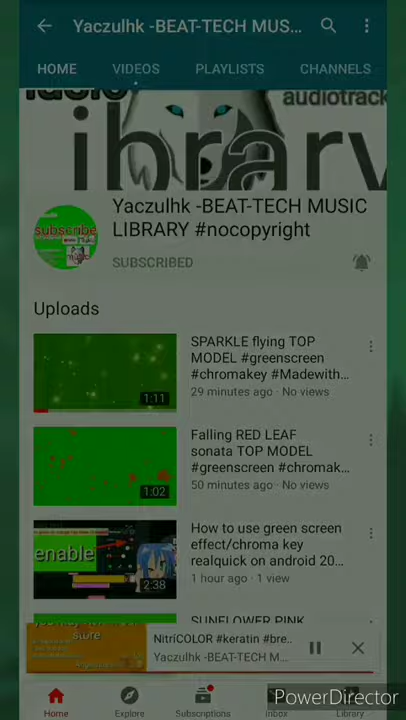 Yaczulhk -BEAT-TECH MUS...
HOME VIDEOS PLAYLISTS CHANNELS
audiotrack
library
subscribe
Yaczulhk -BEAT-TECH MUSIC
LIBRARY #nocopyright
SUBSCRIBED
Uploads
SPARKLE flying TOP
MODEL #greenscreen
#chromakey #Madewith...
29 minutes ago · No views
1:11
Falling RED LEAF
sonata TOP MODEL
#greenscreen #chromak...
50 minutes ago · No views
1:02
How to use green screen
effect/chroma key
realquick on android 20...
1 hour ago · 1 view
enable
2:38
SUNFLOWER PINK
sure
NitriCOLOR #keratin #bre..
Yaczulhk -BEAT-TECH M...
Home Explore Subscriptions Inbox Library
PowerDirector